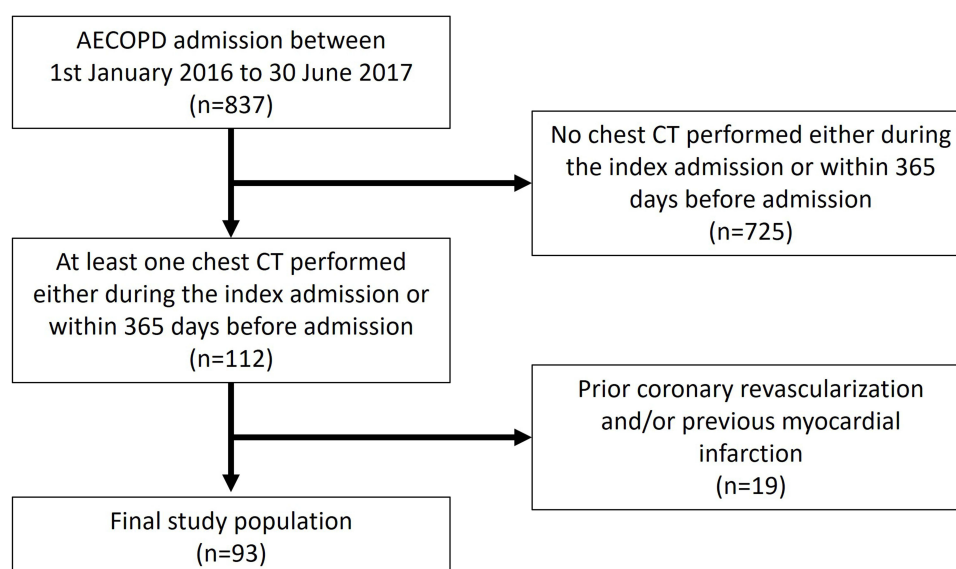 AECOPD admission between
1st January 2016 to 30 June 2017
(n=837)
No chest CT performed either during
the index admission or within 365
days before admission
(n=725)
At least one chest CT performed
either during the index admission or
within 365 days before admission
(n=112)
Prior coronary revascularization
and/or previous myocardial
infarction
(n=19)
Final study population
(n=93)